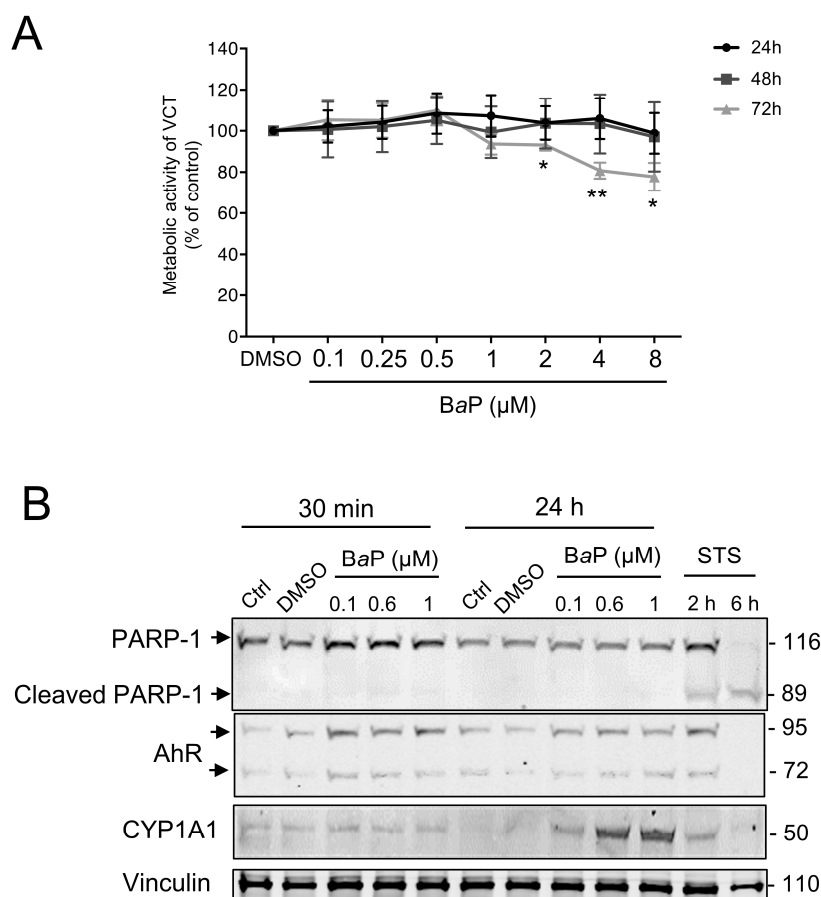 A
24h
48h
72h
140
120
100
80
60
40
20
0
Metabolic activity of VCT
(% of control)
*
**
*
DMSO 0.1 0.25 0.5 1 2 4 8
BaP (µM)
B
30 min 24 h
Ctrl DMSO BaP (µM) Ctrl DMSO BaP (µM) STS
0.1 0.6 1 0.1 0.6 1 2 h 6 h
PARP-1 - 116
Cleaved PARP-1 - 89
- 95
AhR
- 72
CYP1A1 - 50
Vinculin - 110